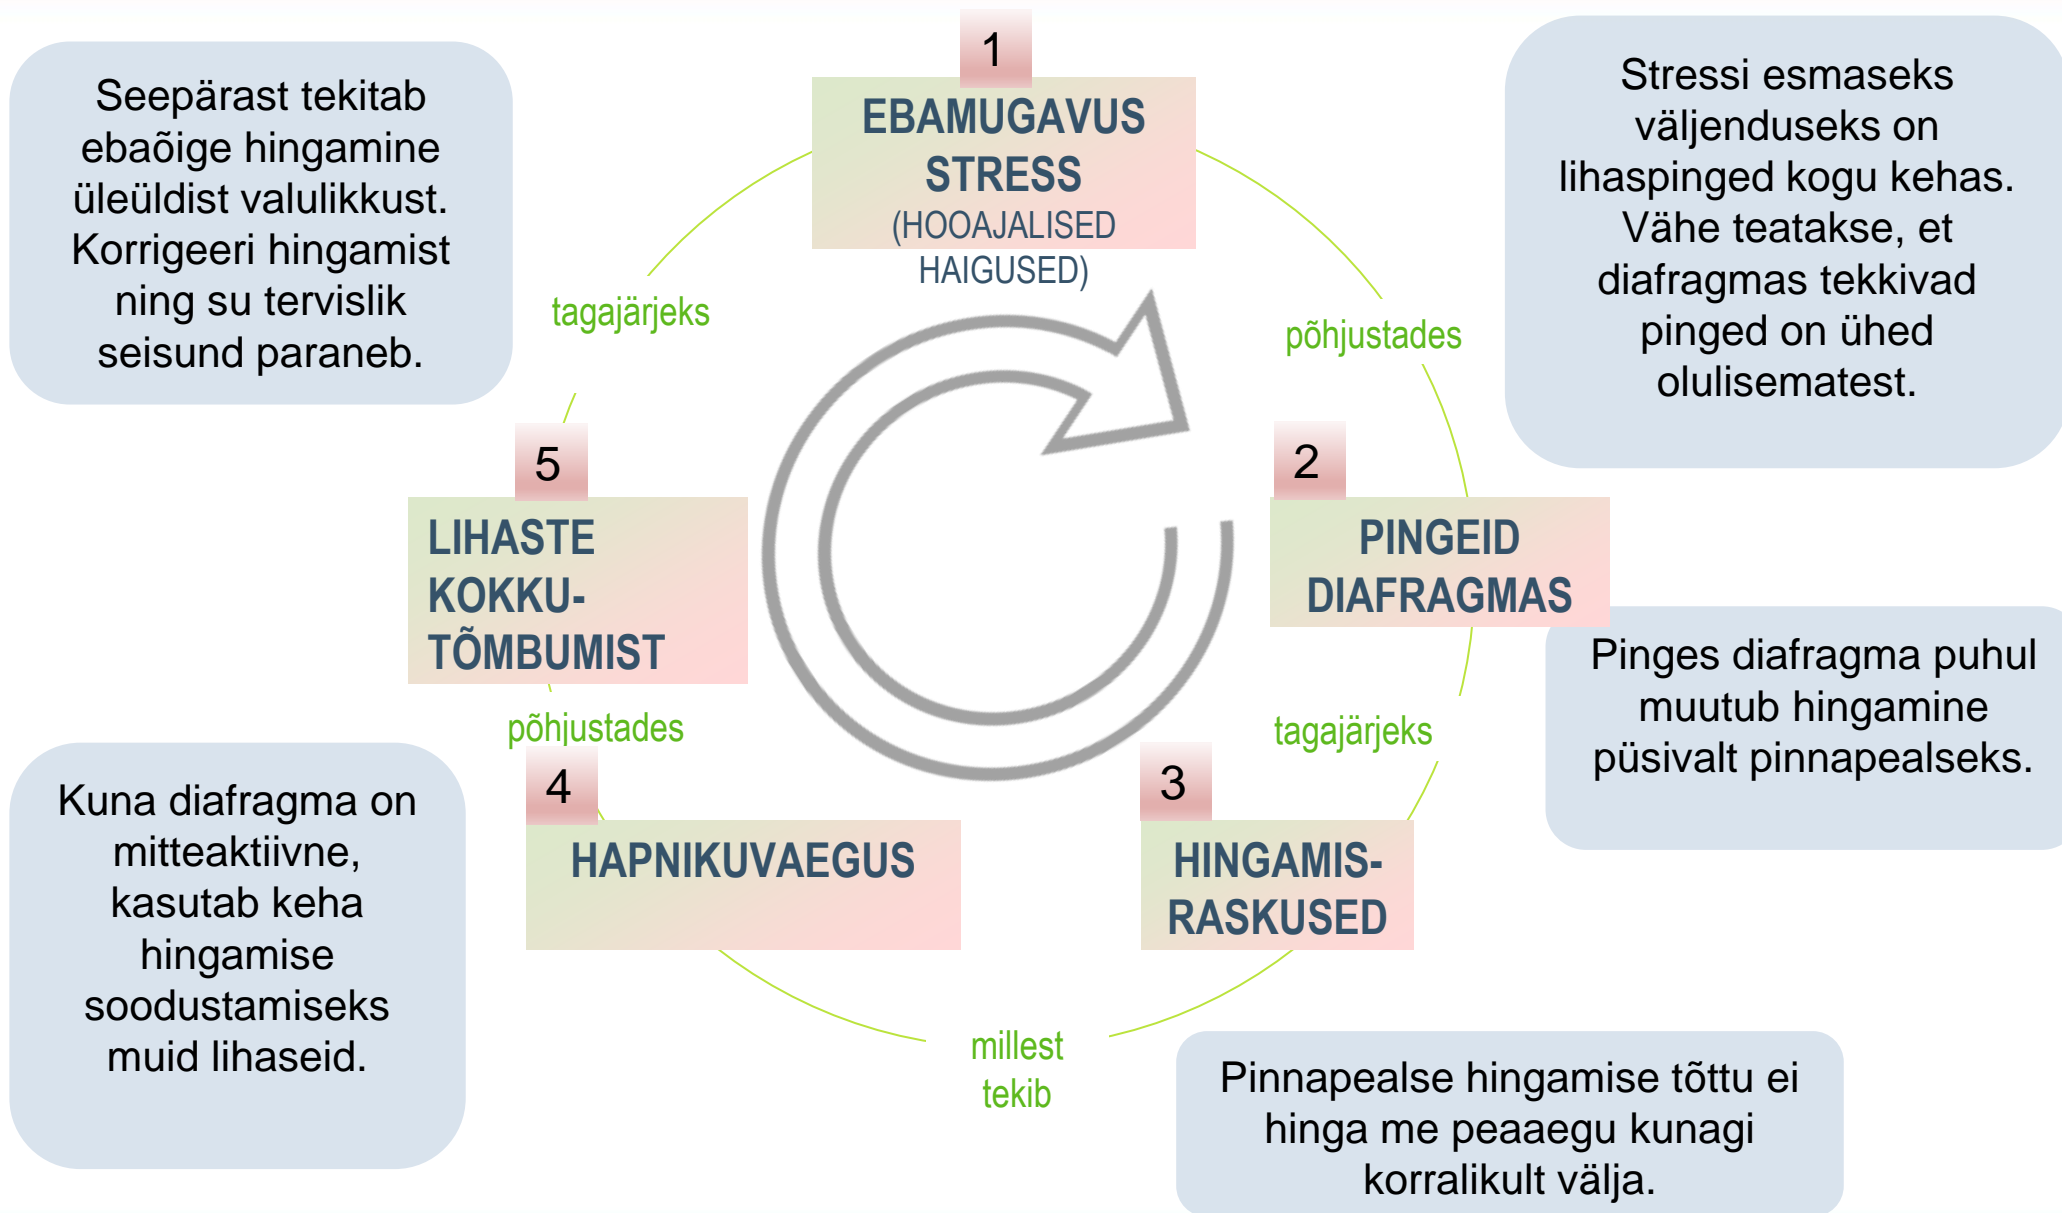 1
EBAMUGAVUS
STRESS
(HOOAJALISED
HAIGUSED)
põhjustades
Stressi esmaseks
väljenduseks on
lihaspinged kogu kehas.
Vähe teatakse, et
diafragmas tekkivad
pinged on ühed
olulisematest.
2
PINGEID
DIAFRAGMAS
tagajärjeks
Pinges diafragma puhul
muutub hingamine
püsivalt pinnapealseks.
3
HINGAMIS-
RASKUSED
millest
tekib
Pinnapealse hingamise tõttu ei
hinga me peaaegu kunagi
korralikult välja.
4
HAPNIKUVAEGUS
põhjustades
Kuna diafragma on
mitteaktiivne,
kasutab keha
hingamise
soodustamiseks
muid lihaseid.
5
LIHASTE
KOKKU-
TÕMBUMIST
tagajärjeks
Seepärast tekitab
ebaõige hingamine
üleüldist valulikkust.
Korrigeeri hingamist
ning su tervislik
seisund paraneb.